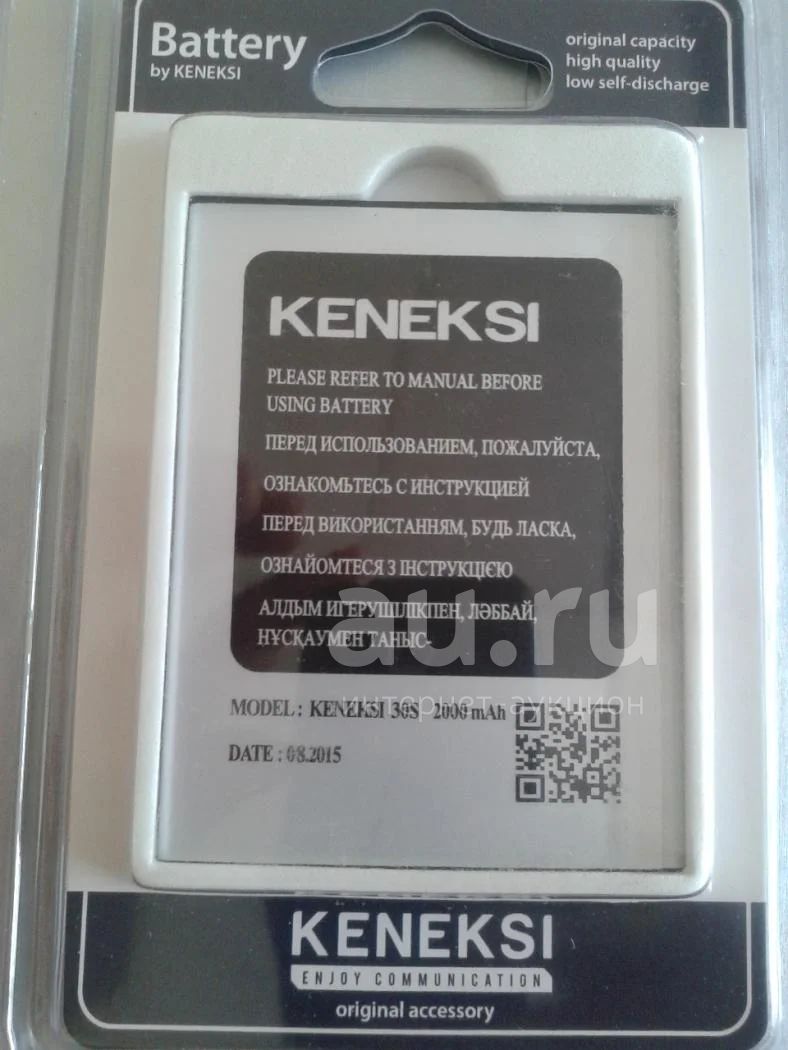 Battery
by KENEKSI
original capacity
high quality
low self-discharge
KENEKSI
PLEASE REFER TO MANUAL BEFORE
USING BATTERY
ПЕРЕД ИСПОЛЬЗОВАНИЕМ, ПОЖАЛУЙСТА,
ОЗНАКОМЬТЕСЬ С ИНСТРУКЦИЕЙ
ПЕРЕД ВИКОРИСТАННЯМ, БУДЬ ЛАСКА,
ОЗНАЙОМТЕСЯ З ІНСТРУКЦІЄЮ
АЛДЫМ ИГЕРУШІЛІКПЕН, ЛӘББАЙ,
НҰСҚАУМЕН ТАНЫС-
au.ru
интернет-аукцион
MODEL : KENEKSI 30S 2000 mAh
DATE : 08.2015
KENEKSI
ENJOY COMMUNICATION
original accessory